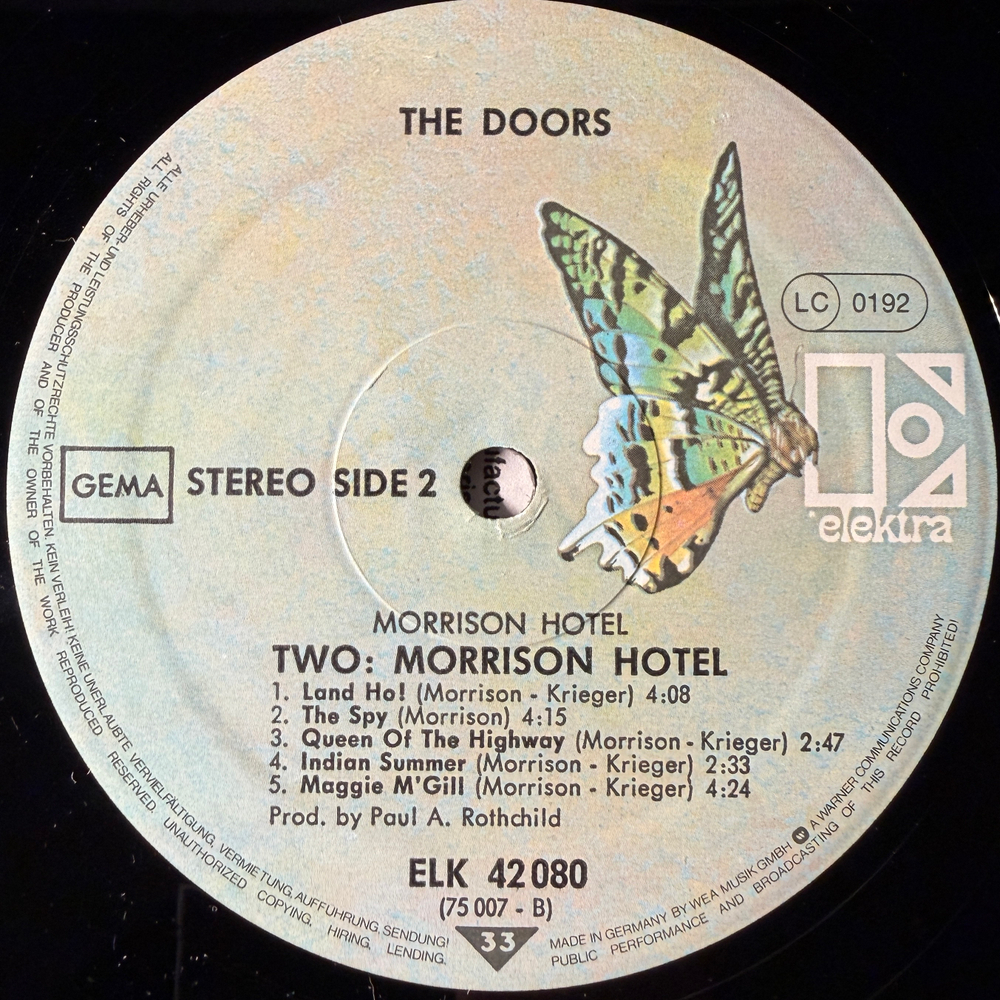 THE DOORS
LC 0192
elektra
GEMA
STEREO SIDE 2
MORRISON HOTEL
TWO: MORRISON HOTEL
1. Land Ho! (Morrison - Krieger) 4:08
2. The Spy (Morrison) 4:15
3. Queen Of The Highway (Morrison - Krieger) 2:47
4. Indian Summer (Morrison - Krieger) 2:33
5. Maggie M'Gill (Morrison - Krieger) 4:24
Prod. by Paul A. Rothchild
ELK 42 080
(75 007 - B)
33
ALLE URHEBER- UND LEISTUNGSSCHUTZRECHTE VORBEHALTEN. KEIN VERLEIH! KEINE UNERLAUBTE VERVIELFÄLTIGUNG, VERMIETUNG, AUFFÜHRUNG, SENDUNG!
ALL RIGHTS OF THE PRODUCER AND OF THE OWNER OF THE WORK REPRODUCED RESERVED. UNAUTHORIZED COPYING, HIRING, LENDING,
MADE IN GERMANY BY WEA MUSIK GMBH A WARNER COMMUNICATIONS COMPANY
PUBLIC PERFORMANCE AND BROADCASTING OF THIS RECORD PROHIBITED!